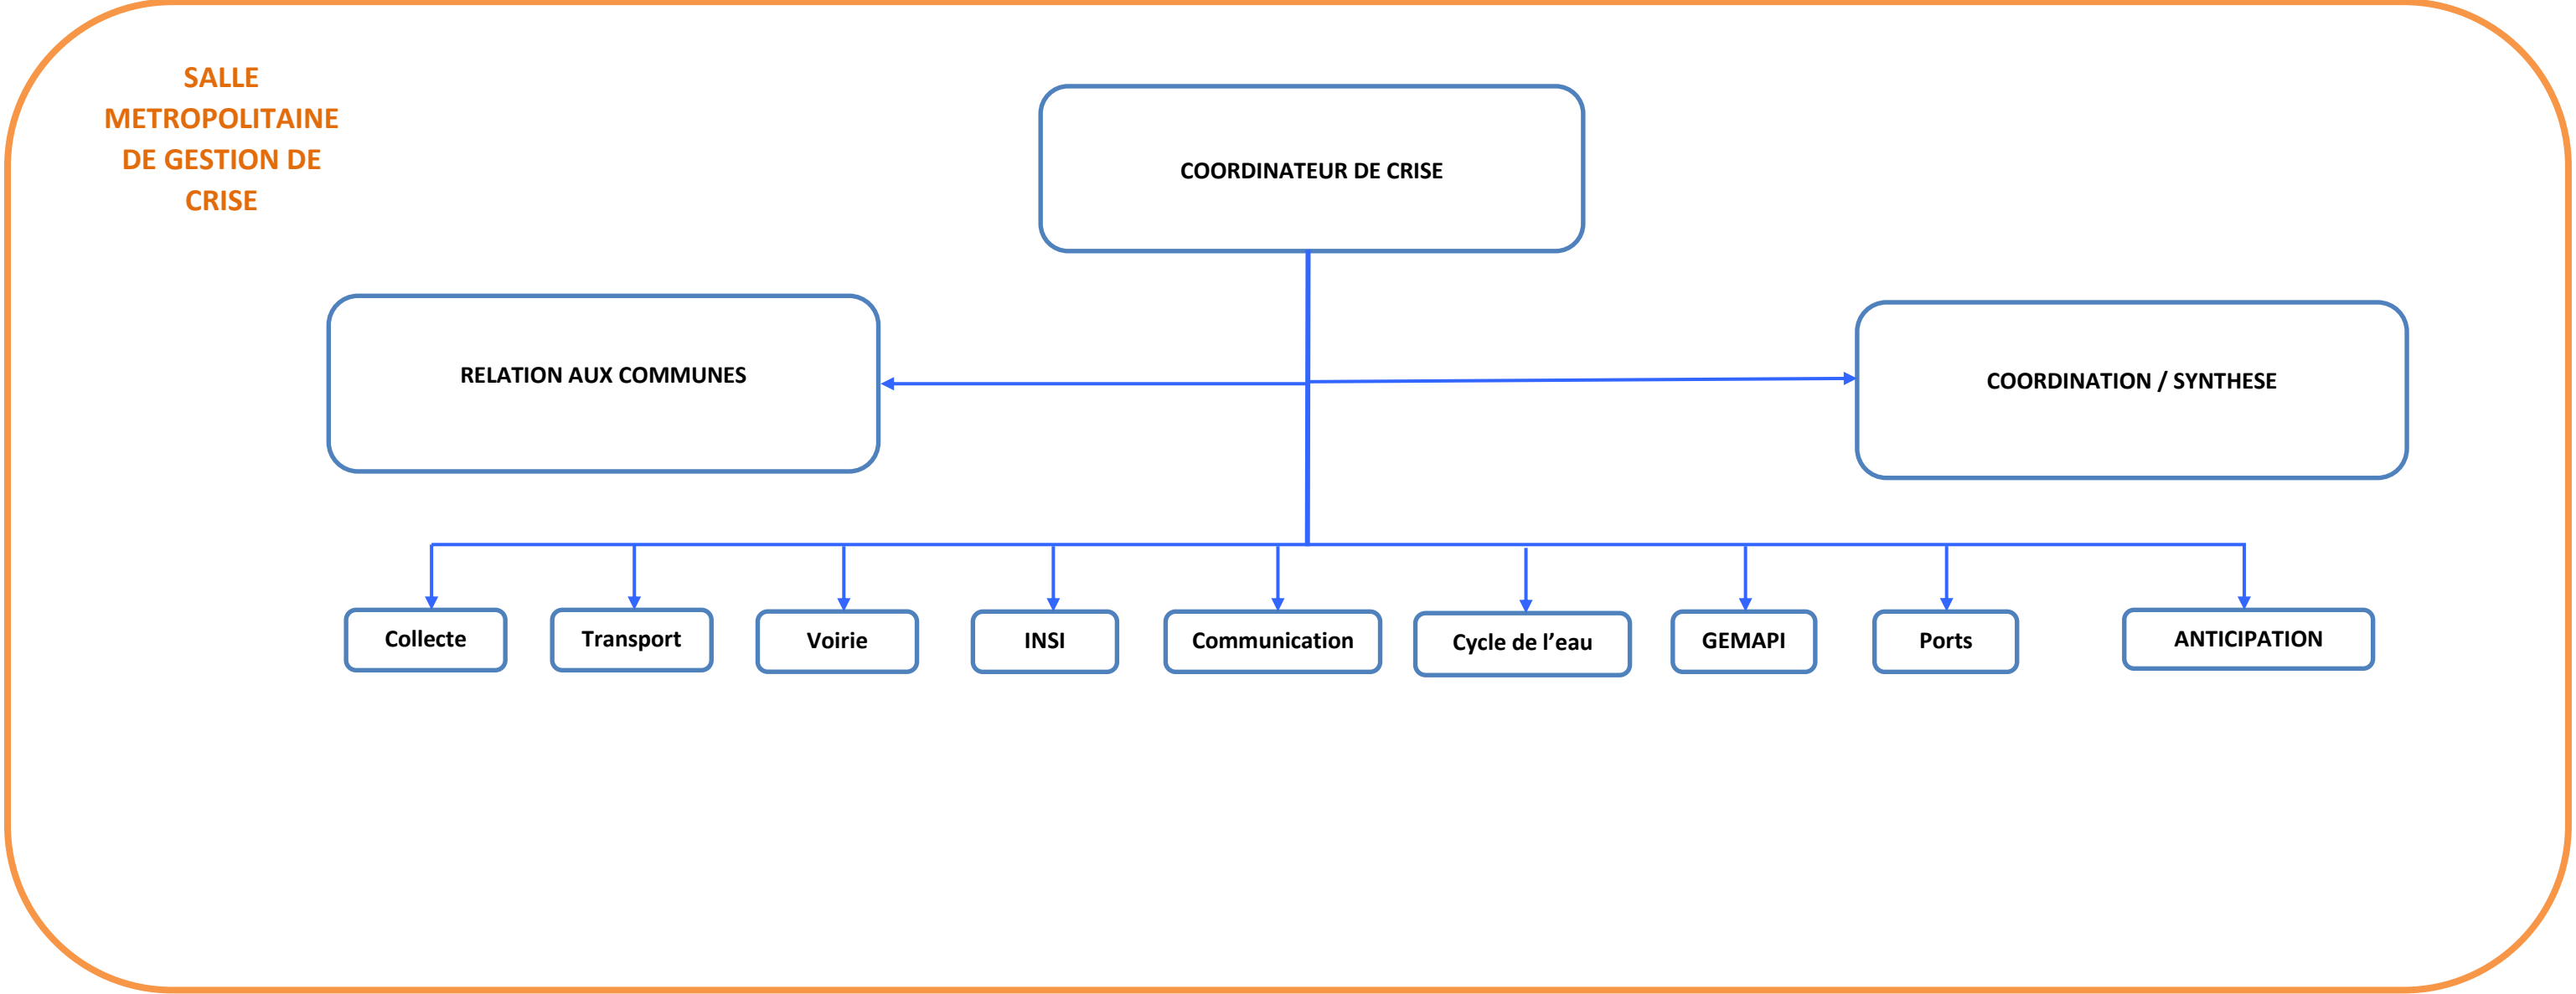 SALLE
METROPOLITAINE
DE GESTION DE
CRISE
COORDINATEUR DE CRISE
RELATION AUX COMMUNES
COORDINATION / SYNTHESE
Collecte
Transport
Voirie
INSI
Communication
Cycle de l’eau
GEMAPI
Ports
ANTICIPATION